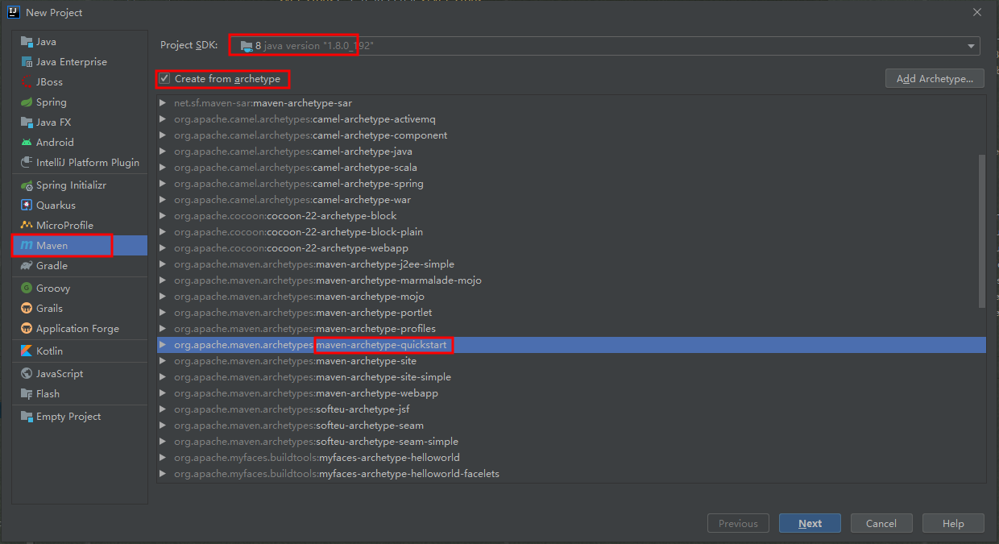 New Project
Java
Java Enterprise
JBoss
Spring
Java FX
Android
IntelliJ Platform Plugin
Spring Initializr
Quarkus
MicroProfile
Maven
Gradle
Groovy
Grails
Application Forge
Kotlin
JavaScript
Flash
Empty Project
Project SDK: 8 java version "1.8.0_192"
Create from archetype
Add Archetype...
net.sf.maven-sar:maven-archetype-sar
org.apache.camel.archetypes:camel-archetype-activemq
org.apache.camel.archetypes:camel-archetype-component
org.apache.camel.archetypes:camel-archetype-java
org.apache.camel.archetypes:camel-archetype-scala
org.apache.camel.archetypes:camel-archetype-spring
org.apache.camel.archetypes:camel-archetype-war
org.apache.cocoon:cocoon-22-archetype-block
org.apache.cocoon:cocoon-22-archetype-block-plain
org.apache.cocoon:cocoon-22-archetype-webapp
org.apache.maven.archetypes:maven-archetype-j2ee-simple
org.apache.maven.archetypes:maven-archetype-marmalade-mojo
org.apache.maven.archetypes:maven-archetype-mojo
org.apache.maven.archetypes:maven-archetype-portlet
org.apache.maven.archetypes:maven-archetype-profiles
org.apache.maven.archetypes:maven-archetype-quickstart
org.apache.maven.archetypes:maven-archetype-site
org.apache.maven.archetypes:maven-archetype-site-simple
org.apache.maven.archetypes:maven-archetype-webapp
org.apache.maven.archetypes:softeu-archetype-jsf
org.apache.maven.archetypes:softeu-archetype-seam
org.apache.maven.archetypes:softeu-archetype-seam-simple
org.apache.myfaces.buildtools:myfaces-archetype-helloworld
org.apache.myfaces.buildtools:myfaces-archetype-helloworld-facelets
Previous
Next
Cancel
Help